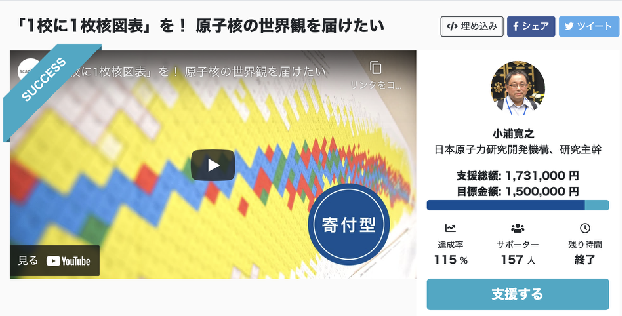 「1校に1枚核図表」を！ 原子核の世界観を届けたい
埋め込み
シェア
ツイート
SUCCESS
校に1枚核図表」を！ 原子核の世界観を届けたい
リンクをコ...
寄付型
見る YouTube
小浦寛之
日本原子力研究開発機構、研究主幹
支援総額: 1,731,000 円
目標金額: 1,500,000 円
達成率 サポーター 残り時間
115 % 157 人 終了
支援する